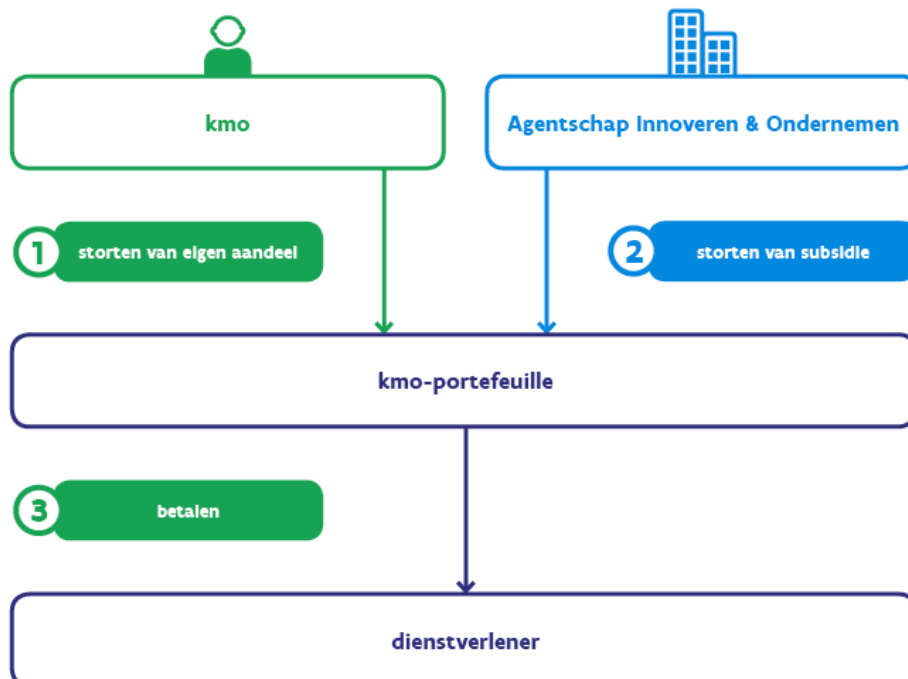 kmo
Agentschap Innoveren & Ondernemen
1 storten van eigen aandeel
2 storten van subsidie
kmo-portefeuille
3 betalen
dienstverlener